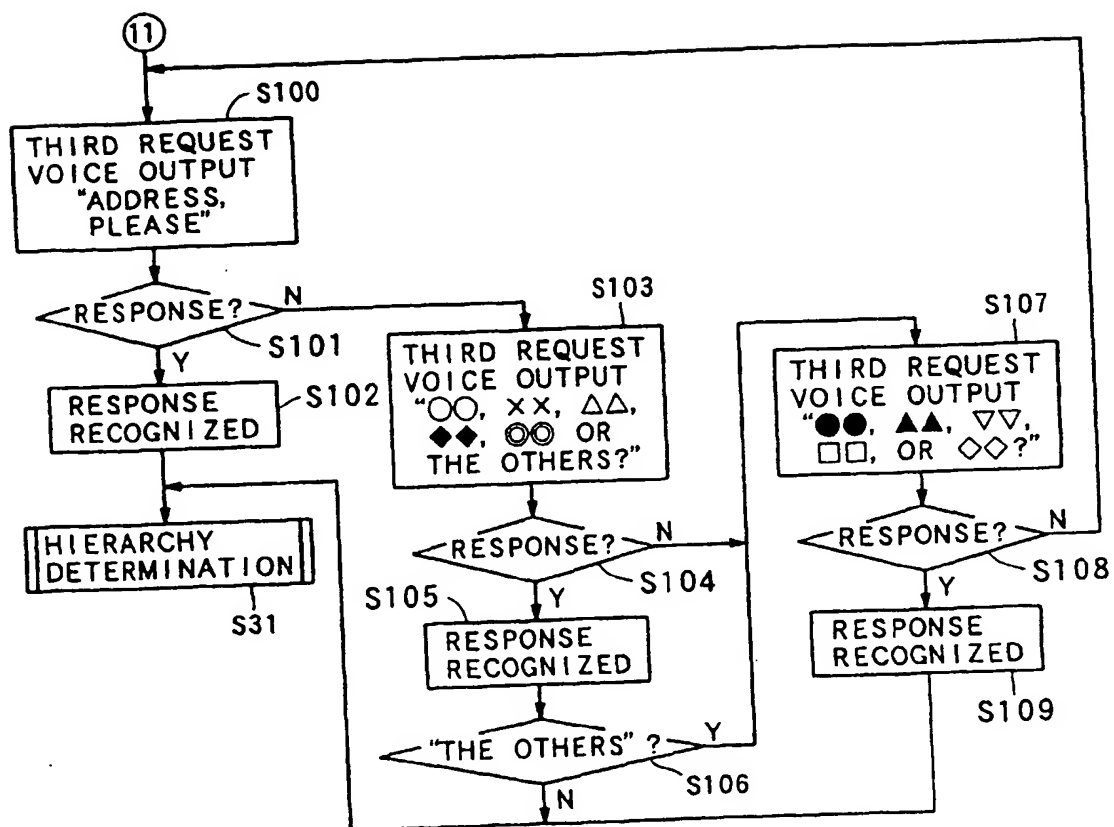 11
S100
THIRD REQUEST
VOICE OUTPUT
“ADDRESS,
PLEASE”
RESPONSE?
N
S101
Y
S102
RESPONSE
RECOGNIZED
HIERARCHY
DETERMINATION
S31
S103
THIRD REQUEST
VOICE OUTPUT
“○○, ××, △△,
◆◆, ◎◎ OR
THE OTHERS?”
RESPONSE?
N
S104
Y
S105
RESPONSE
RECOGNIZED
“THE OTHERS” ?
Y
S106
N
S107
THIRD REQUEST
VOICE OUTPUT
“●●, ▲▲, ▽▽,
□□, OR ◇◇?”
RESPONSE?
N
S108
Y
RESPONSE
RECOGNIZED
S109